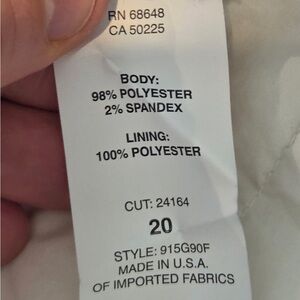 RN 68648
CA 50225
BODY:
98% POLYESTER
2% SPANDEX
LINING:
100% POLYESTER
CUT: 24164
20
STYLE: 915G90F
MADE IN U.S.A.
OF IMPORTED FABRICS